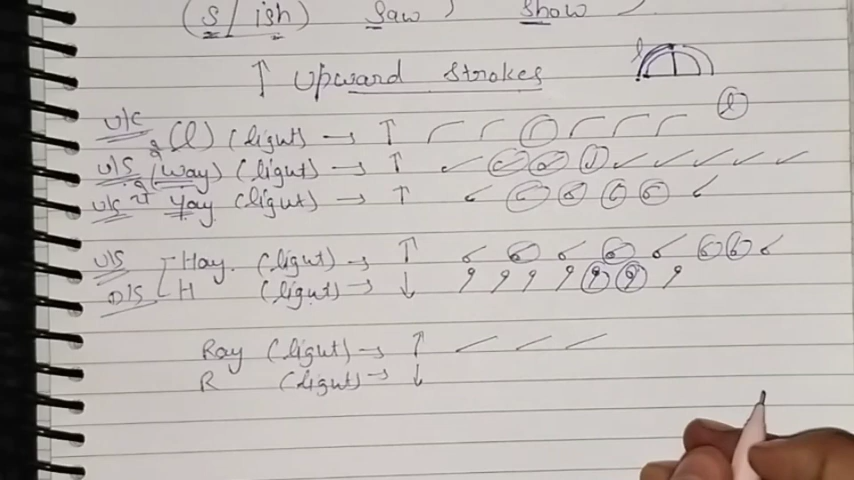 (S / ish) Saw Show
↑ Upward Strokes
U/C (l) (light) → ↑
U/S (Way) (light) → ↑
U/S Yay (light) → ↑
U/S Hay. (light) → ↑
D/S H (light) → ↓
Ray (light) → ↑
R (light) → ↓